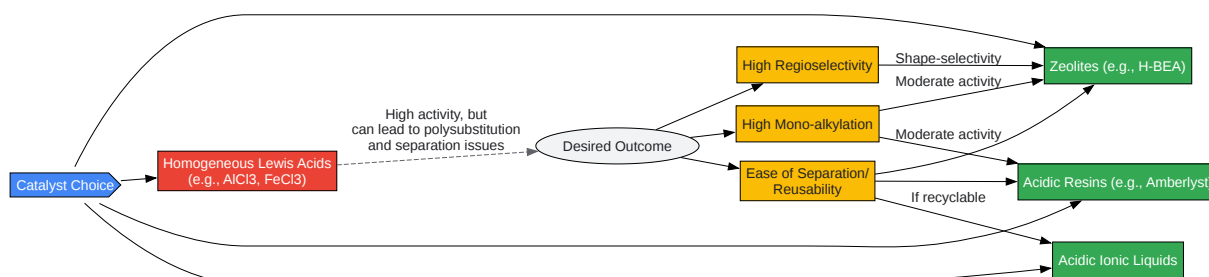 Catalyst Choice
Homogeneous Lewis Acids
(e.g., AlCl3, FeCl3)
High activity, but
can lead to polysubstitution
and separation issues
Desired Outcome
High Regioselectivity
High Mono-alkylation
Ease of Separation/
Reusability
Shape-selectivity
Moderate activity
Moderate activity
If recyclable
Zeolites (e.g., H-BEA)
Acidic Resins (e.g., Amberlyst
Acidic Ionic Liquids